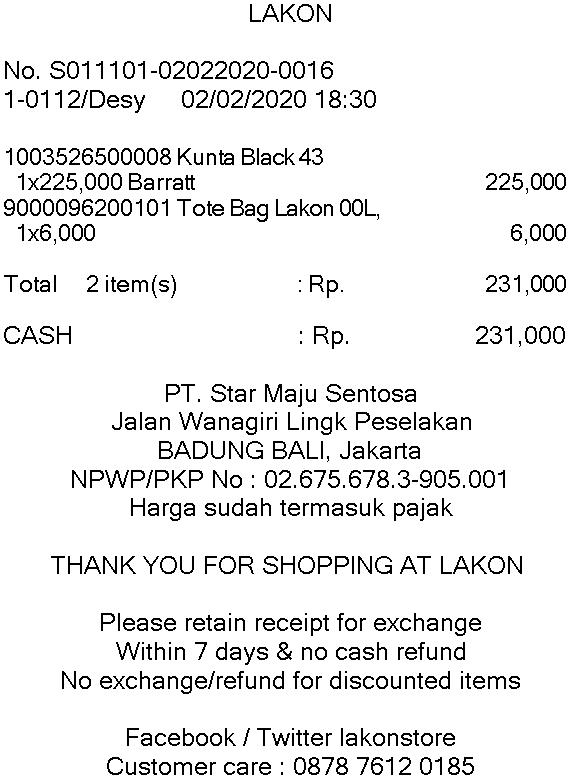 LAKON
No. S011101-02022020-0016
1-0112/Desy 02/02/2020 18:30
1003526500008 Kunta Black 43
1x225,000 Barratt 225,000
9000096200101 Tote Bag Lakon 00L,
1x6,000 6,000
Total 2 item(s) : Rp. 231,000
CASH : Rp. 231,000
PT. Star Maju Sentosa
Jalan Wanagiri Lingk Peselakan
BADUNG BALI, Jakarta
NPWP/PKP No : 02.675.678.3-905.001
Harga sudah termasuk pajak
THANK YOU FOR SHOPPING AT LAKON
Please retain receipt for exchange
Within 7 days & no cash refund
No exchange/refund for discounted items
Facebook / Twitter lakonstore
Customer care : 0878 7612 0185